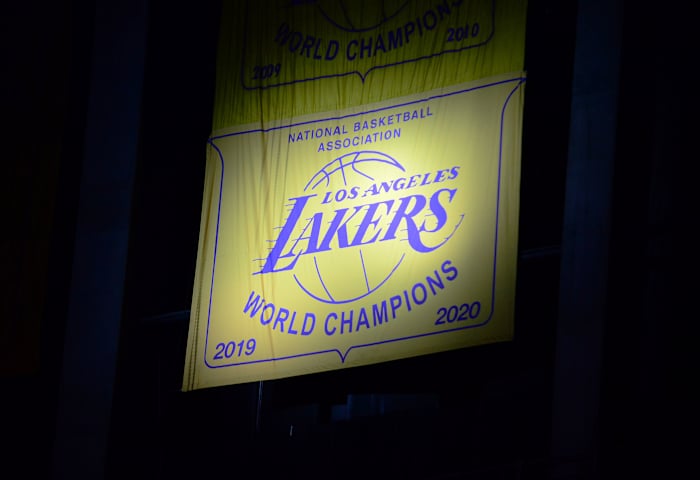 WORLD CHAMPIONS
2009 2010
NATIONAL BASKETBALL
ASSOCIATION
LOS ANGELES
LAKERS
WORLD CHAMPIONS
2019 2020